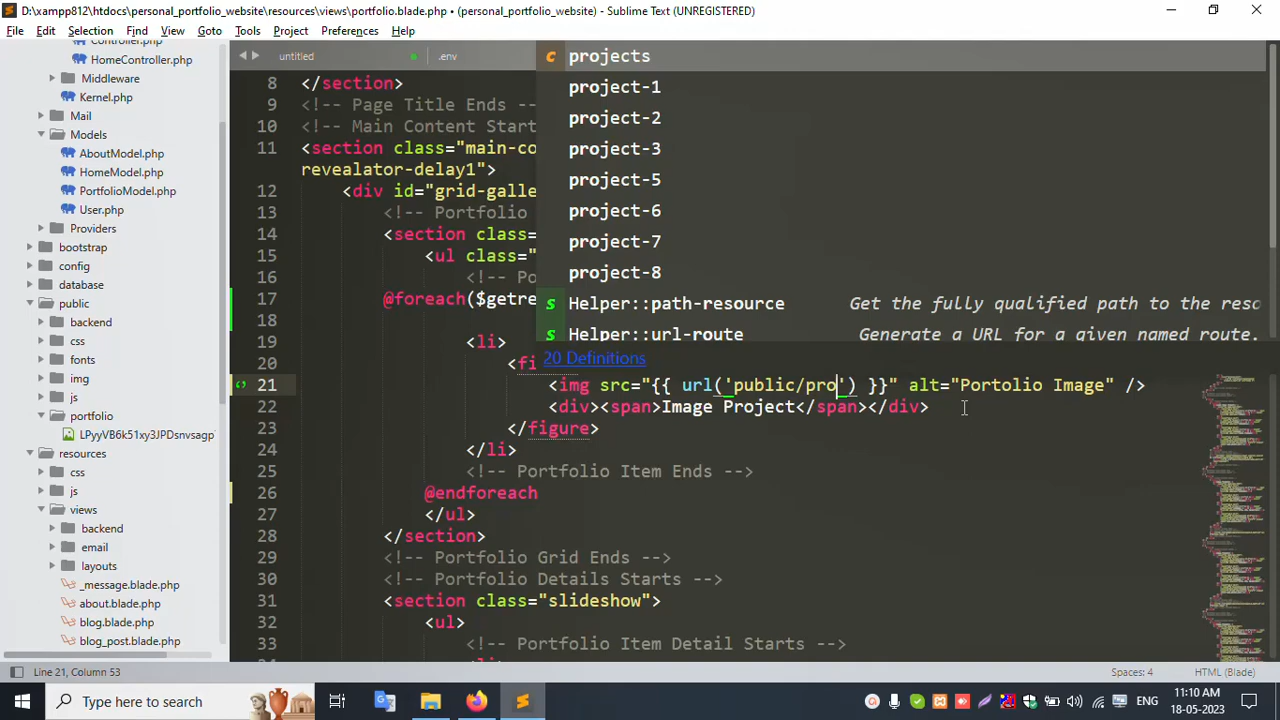 D:\xampp812\htdocs\personal_portfolio_website\resources\views\portfolio.blade.php • (personal_portfolio_website) - Sublime Text (UNREGISTERED)
File Edit Selection Find View Goto Tools Project Preferences Help
Controller.php
HomeController.php
Middleware
Kernel.php
Mail
Models
AboutModel.php
HomeModel.php
PortfolioModel.php
User.php
Providers
bootstrap
config
database
public
backend
css
fonts
img
js
portfolio
LPyyVB6k51xy3JPDsnvsagp
resources
css
js
views
backend
email
layouts
_message.blade.php
about.blade.php
blog.blade.php
blog_post.blade.php
untitled
.env
8 </section>
9 <!-- Page Title Ends --
10 <!-- Main Content Start
11 <section class="main-co
revealator-delay1">
12 <div id="grid-galle
13 <!-- Portfolio
14 <section class=
15 <ul class="
16 <!-- Po
17 @foreach($getre
18
19 <li>
20 <fi
21 <img src="{{ url('public/pro') }}" alt="Portolio Image" />
22 <div><span>Image Project</span></div>
23 </figure>
24 </li>
25 <!-- Portfolio Item Ends -->
26 @endforeach
27 </ul>
28 </section>
29 <!-- Portfolio Grid Ends -->
30 <!-- Portfolio Details Starts -->
31 <section class="slideshow">
32 <ul>
33 <!-- Portfolio Item Detail Starts -->
c projects
project-1
project-2
project-3
project-5
project-6
project-7
project-8
s Helper::path-resource Get the fully qualified path to the reso
s Helper::url-route Generate a URL for a given named route.
20 Definitions
Line 21, Column 53
Spaces: 4
HTML (Blade)
Type here to search
ENG
11:10 AM
18-05-2023